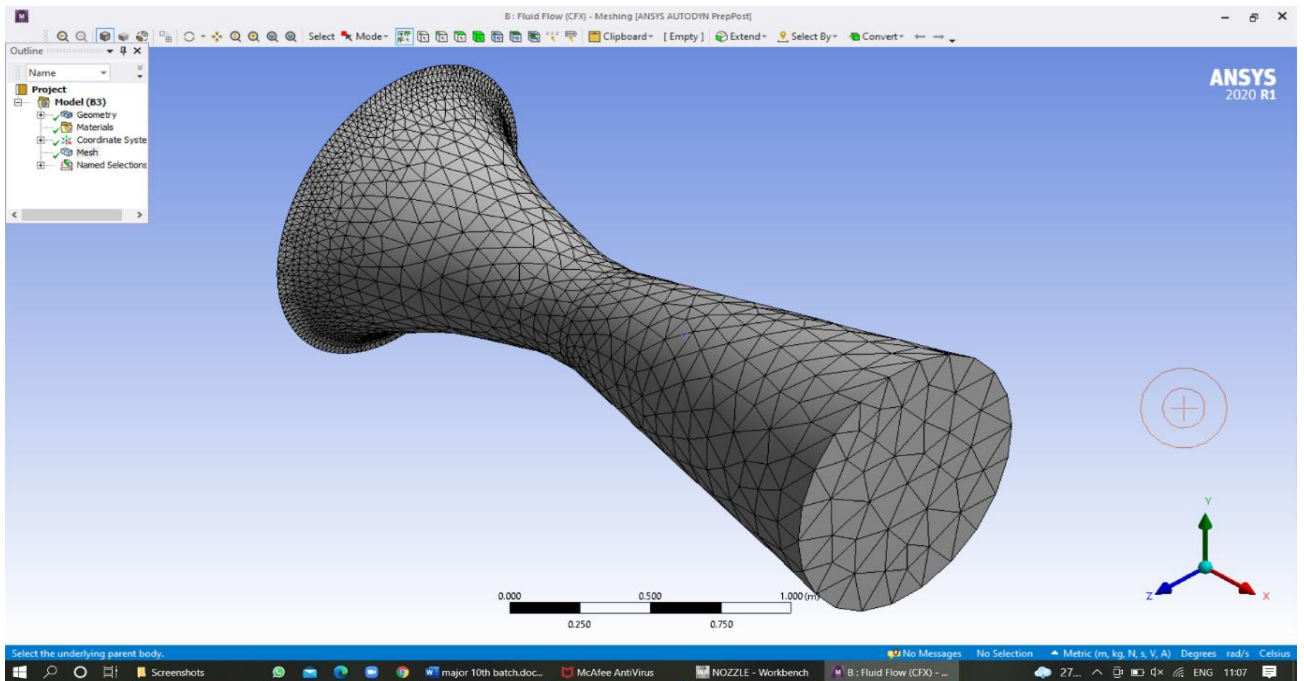 M
B : Fluid Flow (CFX) - Meshing [ANSYS AUTODYN PrepPost]
Select Mode Clipboard [ Empty ] Extend Select By Convert
Outline
Name
Project
Model (B3)
Geometry
Materials
Coordinate Syste
Mesh
Named Selections
ANSYS
2020 R1
0.000 0.500 1.000 (m)
0.250 0.750
Y
Z X
Select the underlying parent body. No Messages No Selection Metric (m, kg, N, s, V, A) Degrees rad/s Celsius
Screenshots major 10th batch.doc... McAfee AntiVirus NOZZLE - Workbench B : Fluid Flow (CFX) - ... 27... ENG 11:07